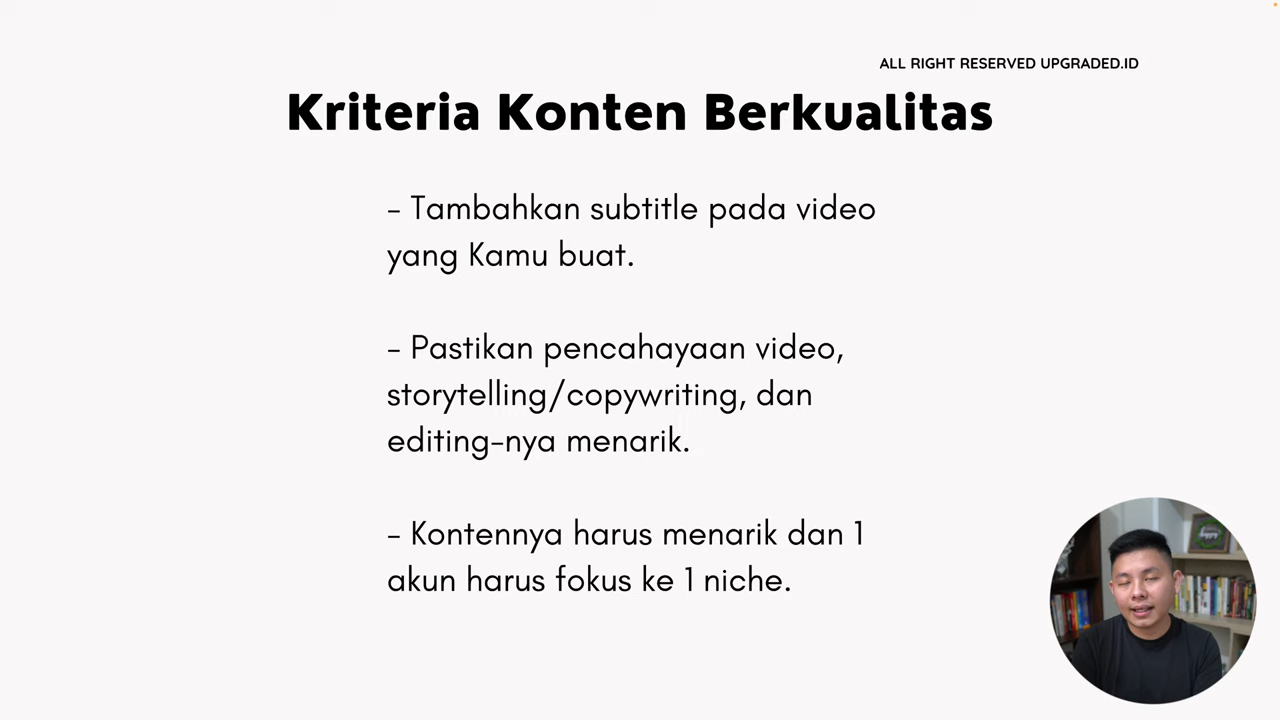 ALL RIGHT RESERVED UPGRADED.ID
Kriteria Konten Berkualitas
- Tambahkan subtitle pada video
yang Kamu buat.
- Pastikan pencahayaan video,
storytelling/copywriting, dan
editing-nya menarik.
- Kontennya harus menarik dan 1
akun harus fokus ke 1 niche.